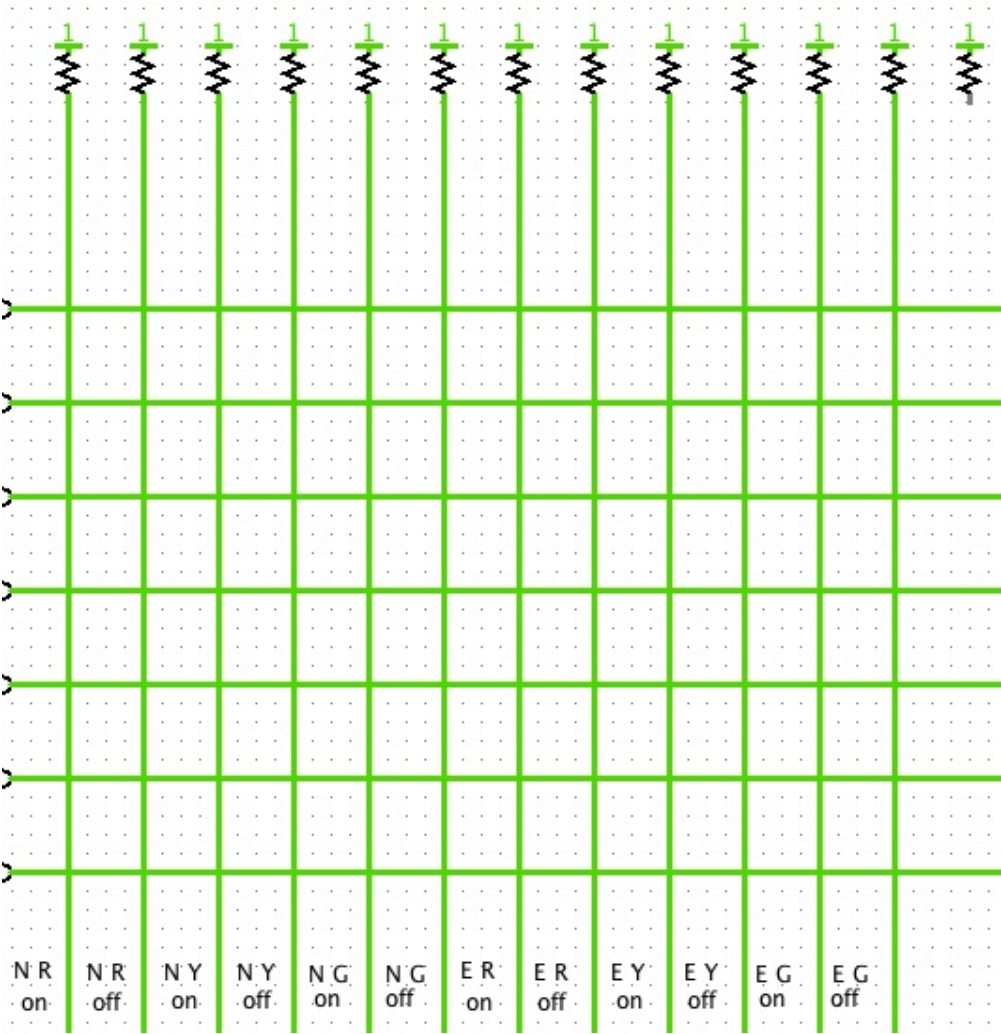 1 1 1 1 1 1 1 1 1 1 1 1 1
N R N R N Y N Y N G N G E R E R E Y E Y E G E G
on off on off on off on off on off on off